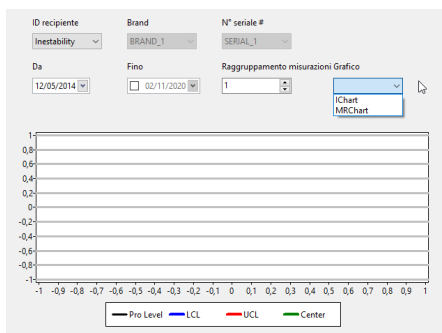 ID recipiente Brand N° seriale #
Inestability BRAND_1 SERIAL_1
Da Fino Raggruppamento misurazioni Grafico
12/05/2014 02/11/2020 1
IChart
MRChart
1
0,8
0,6
0,4
0,2
0
-0,2
-0,4
-0,6
-0,8
-1
-1 -0,9 -0,8 -0,7 -0,6 -0,5 -0,4 -0,3 -0,2 -0,1 0 0,1 0,2 0,3 0,4 0,5 0,6 0,7 0,8 0,9 1
Pro Level LCL UCL Center